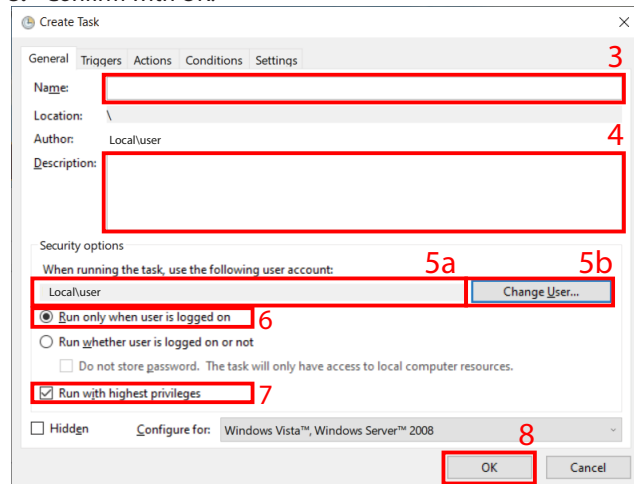 Create Task
General Triggers Actions Conditions Settings
3
Name:
Location: \
Author: Local\user
4
Description:
Security options
When running the task, use the following user account:
5a
5b
Local\user
Change User...
Run only when user is logged on
6
Run whether user is logged on or not
Do not store password. The task will only have access to local computer resources.
Run with highest privileges
7
Hidden Configure for: Windows Vista™, Windows Server™ 2008
8
OK Cancel